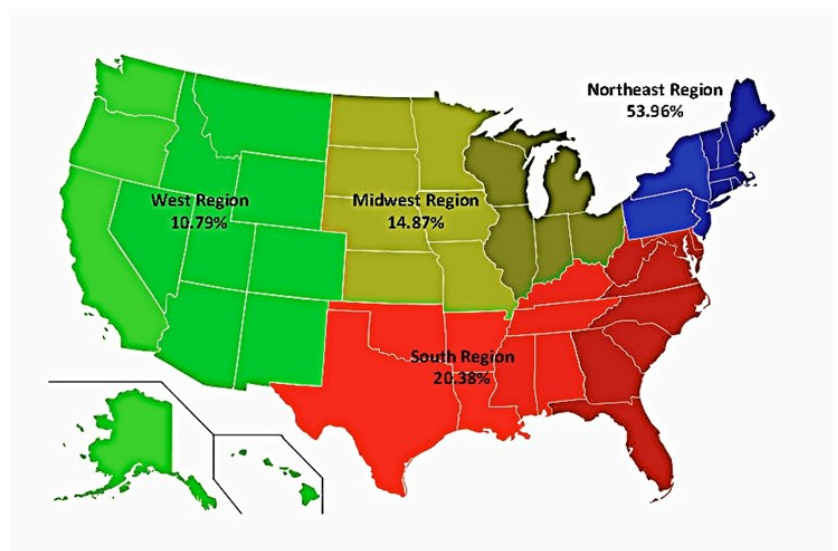 Northeast Region
53.96%
West Region
10.79%
Midwest Region
14.87%
South Region
20.38%